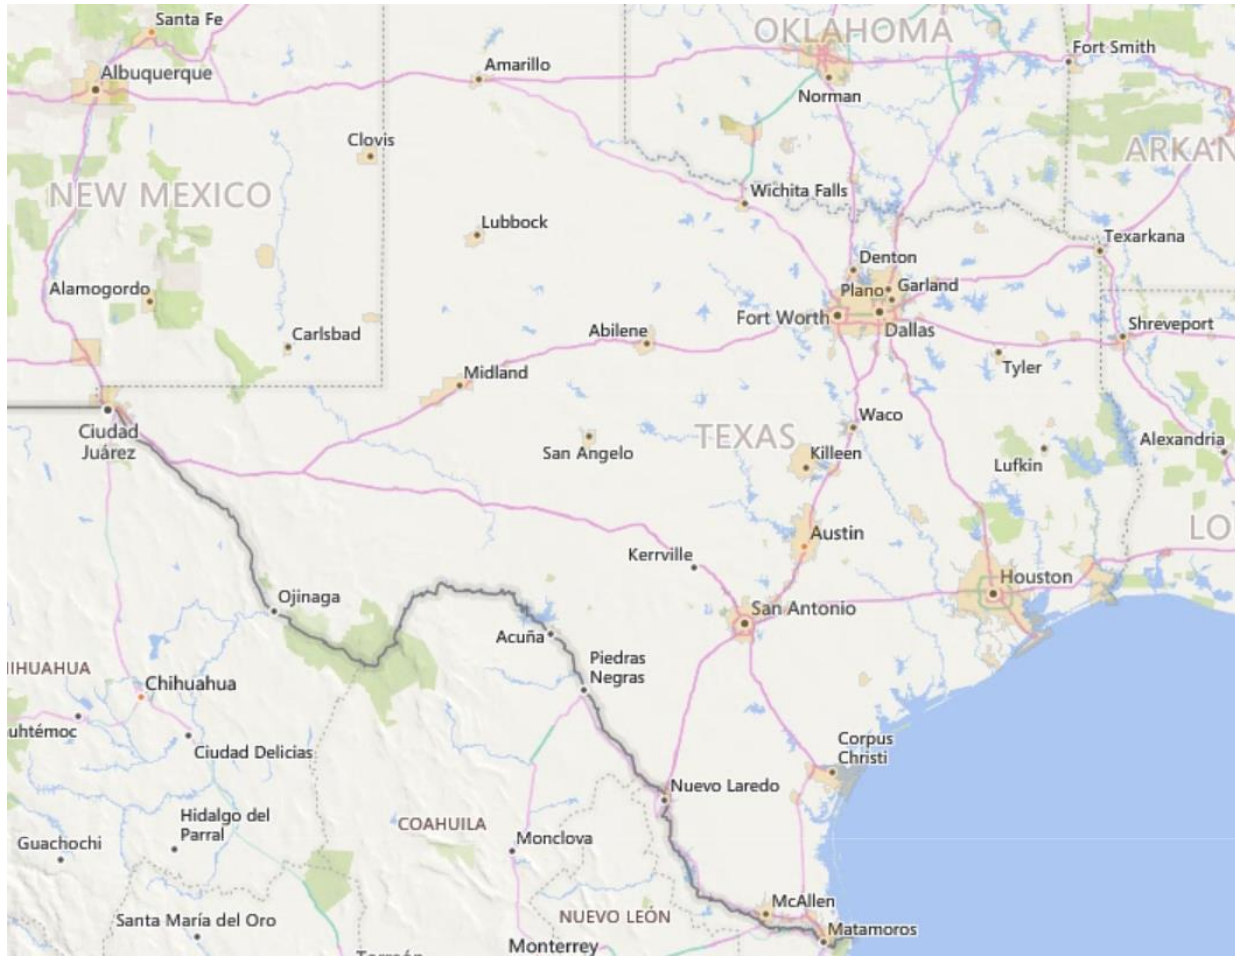 Santa Fe
OKLAHOMA
Fort Smith
Amarillo
Albuquerque
Norman
Clovis
ARKAN
NEW MEXICO
Wichita Falls
Lubbock
Texarkana
Denton
Alamogordo
Plano
Garland
Fort Worth
Abilene
Dallas
Shreveport
Carlsbad
Midland
Tyler
Waco
Ciudad
Juárez
TEXAS
San Angelo
Killeen
Lufkin
Alexandria
Austin
LO
Kerrville
Houston
Ojinaga
San Antonio
Acuña
Piedras
Negras
IHUAHUA
Chihuahua
uhtémoc
Ciudad Delicias
Corpus
Christi
Nuevo Laredo
Hidalgo del
Parral
COAHUILA
Monclova
Guachochi
McAllen
NUEVO LEÓN
Santa María del Oro
Matamoros
Monterrey
Torreón